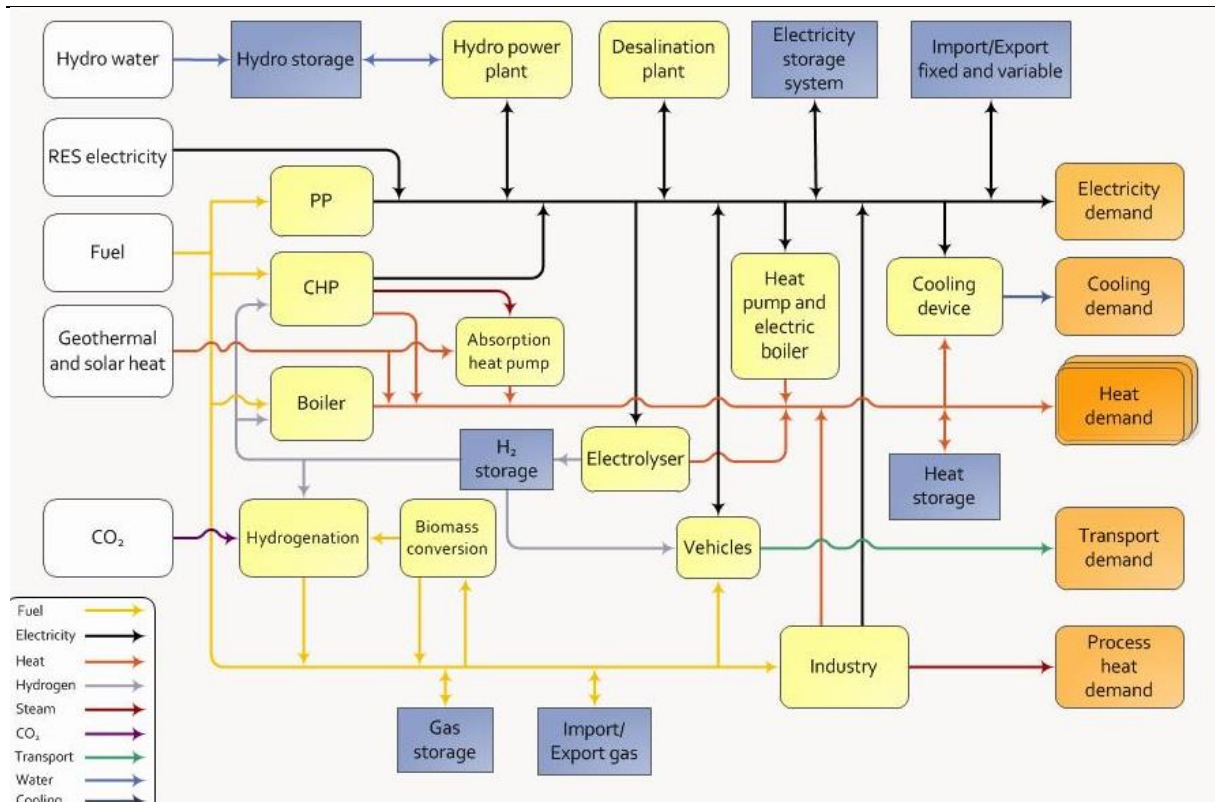 Hydro water
Hydro storage
Hydro power
plant
Desalination
plant
Electricity
storage
system
Import/Export
fixed and variable
RES electricity
PP
Electricity
demand
Fuel
CHP
Heat
pump and
electric
boiler
Cooling
device
Cooling
demand
Geothermal
and solar heat
Absorption
heat pump
Boiler
Heat
demand
H₂
storage
Electrolyser
Heat
storage
CO₂
Hydrogenation
Biomass
conversion
Vehicles
Transport
demand
Industry
Process
heat
demand
Gas
storage
Import/
Export gas
Fuel
Electricity
Heat
Hydrogen
Steam
CO₂
Transport
Water
Cooling